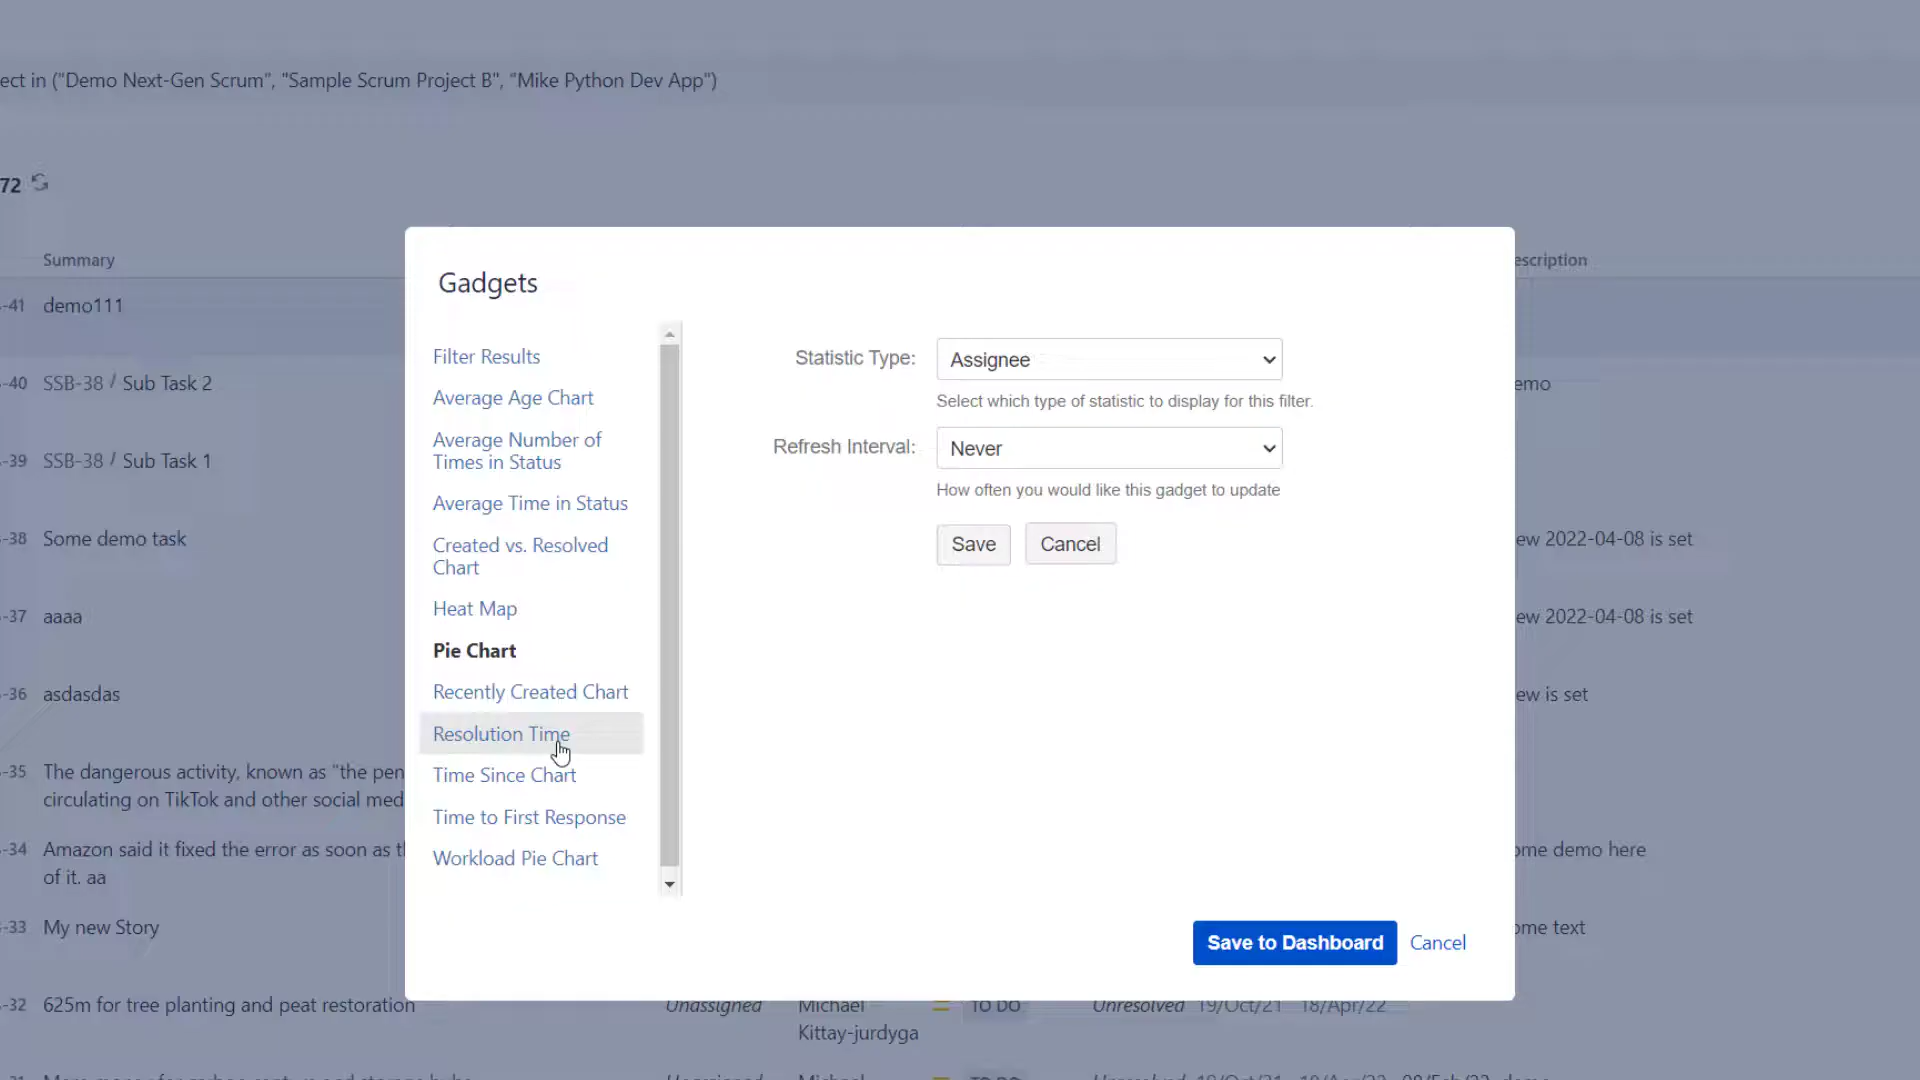 ect in ("Demo Next-Gen Scrum", "Sample Scrum Project B", "Mike Python Dev App")
72
Summary
escription
-41 demo111
-40 SSB-38 / Sub Task 2
emo
-39 SSB-38 / Sub Task 1
-38 Some demo task
ew 2022-04-08 is set
-37 aaaa
ew 2022-04-08 is set
-36 asdasdas
ew is set
-35 The dangerous activity, known as "the pen
circulating on TikTok and other social med
-34 Amazon said it fixed the error as soon as t
of it. aa
ome demo here
-33 My new Story
ome text
-32 625m for tree planting and peat restoration Unassigned Michael TO DO Unresolved 19/Oct/21 18/Apr/22
Kittay-jurdyga
Gadgets
Filter Results
Average Age Chart
Average Number of
Times in Status
Average Time in Status
Created vs. Resolved
Chart
Heat Map
Pie Chart
Recently Created Chart
Resolution Time
Time Since Chart
Time to First Response
Workload Pie Chart
Statistic Type: Assignee
Select which type of statistic to display for this filter.
Refresh Interval: Never
How often you would like this gadget to update
Save Cancel
Save to Dashboard Cancel